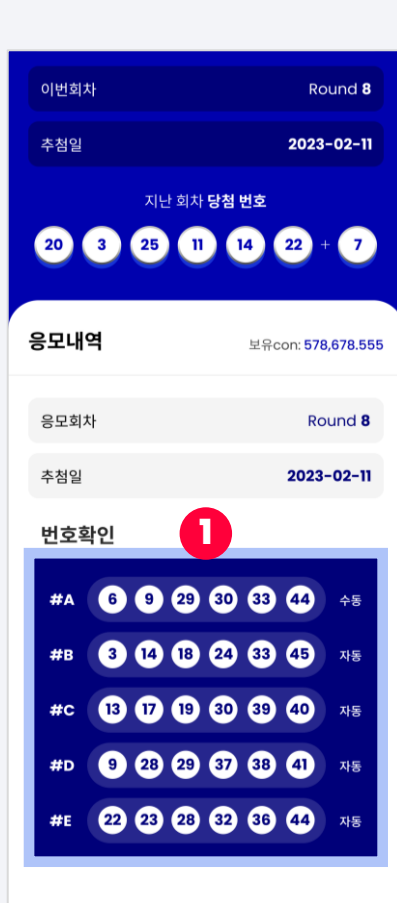 이번회차 Round 8
추첨일 2023-02-11
지난 회차 당첨 번호
20 3 25 11 14 22 + 7
응모내역 보유con: 578,678.555
응모회차 Round 8
추첨일 2023-02-11
번호확인 1
#A 6 9 29 30 33 44 수동
#B 3 14 18 24 33 45 자동
#C 13 17 19 30 39 40 자동
#D 9 28 29 37 38 41 자동
#E 22 23 28 32 36 44 자동